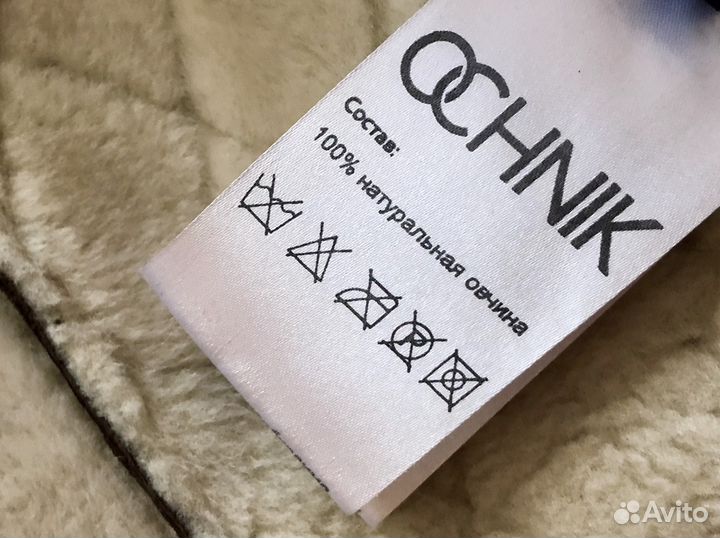 OCHNIK
Состав:
100% натуральная овчина
P
Avito